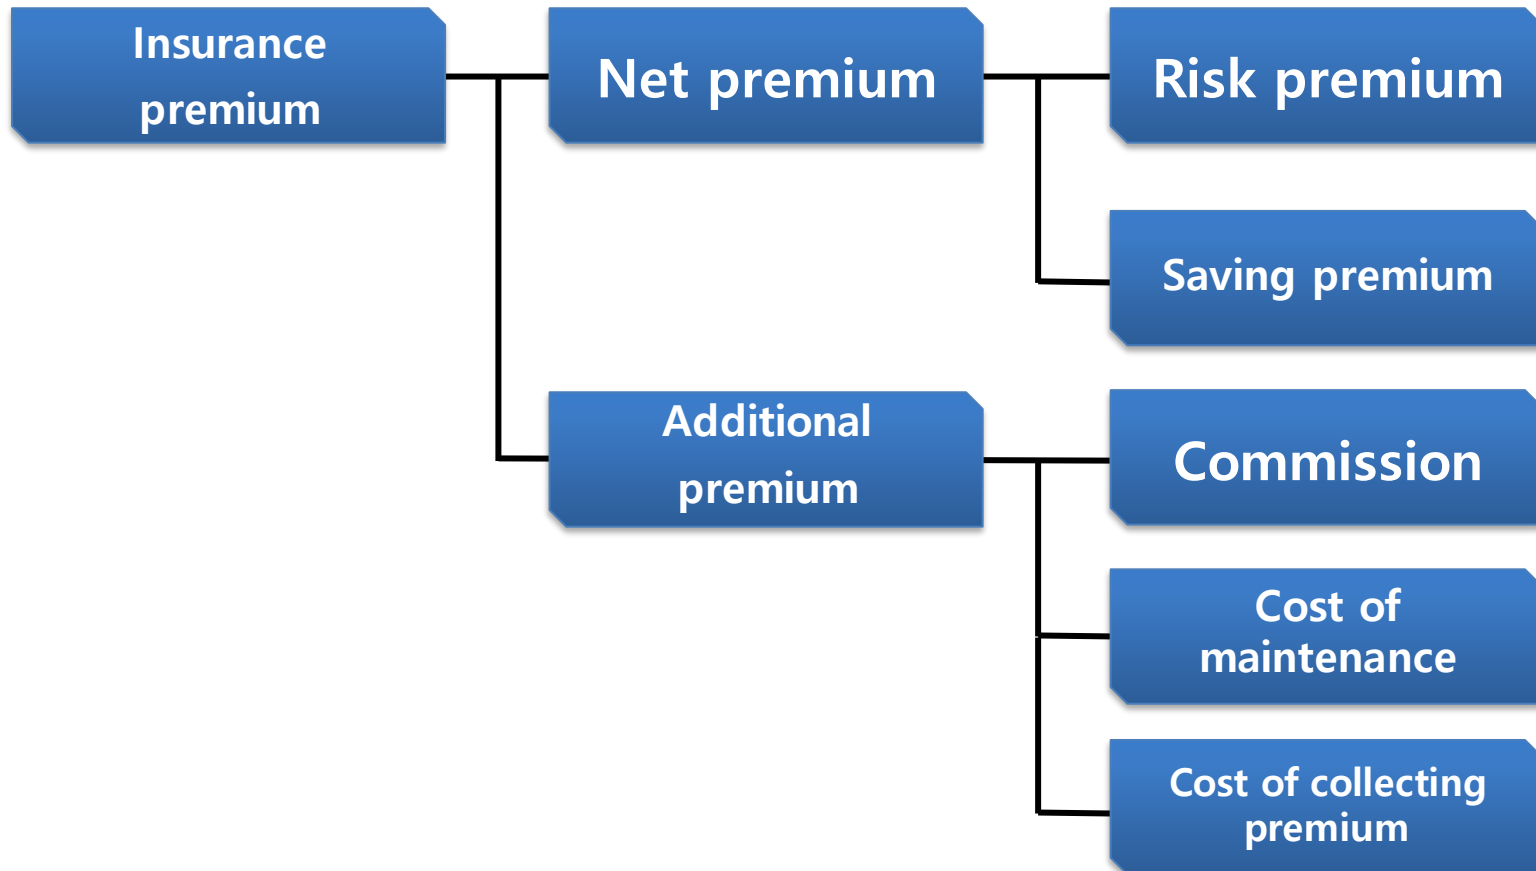 Insurance
premium
Net premium
Risk premium
Saving premium
Additional
premium
Commission
Cost of
maintenance
Cost of collecting
premium